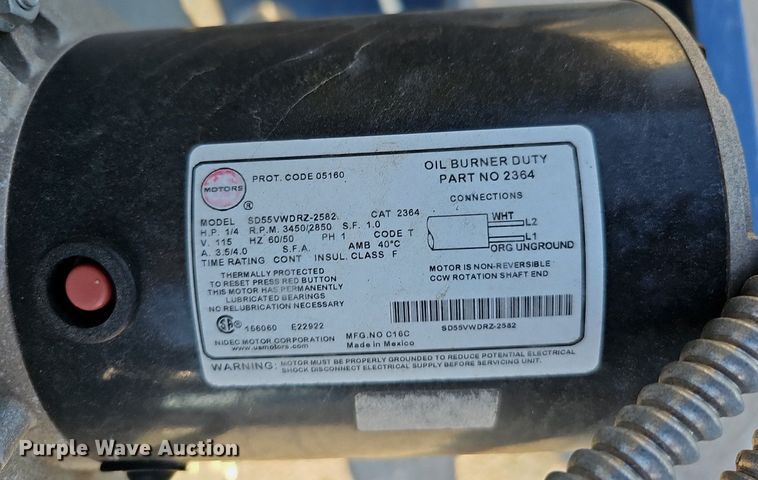 MOTORS
®
PROT. CODE 05160
OIL BURNER DUTY
PART NO 2364
MODEL SD55VWDRZ-2582 CAT 2364
H.P. 1/4 R.P.M. 3450/2850 S.F. 1.0
V. 115 HZ 60/50 PH 1 CODE T
A. 3.5/4.0 S.F.A. AMB 40°C
TIME RATING CONT INSUL. CLASS F
CONNECTIONS
WHT
L2
L1
ORG UNGROUND
THERMALLY PROTECTED
TO RESET PRESS RED BUTTON
THIS MOTOR HAS PERMANENTLY
LUBRICATED BEARINGS
NO RELUBRICATION NECESSARY
MOTOR IS NON-REVERSIBLE
CCW ROTATION SHAFT END
166060 E22922
SD55VWDRZ-2582
NIDEC MOTOR CORPORATION
www.usmotors.com
MFG.NO C16C
Made in Mexico
WARNING: MOTOR MUST BE PROPERLY GROUNDED TO REDUCE POTENTIAL ELECTRICAL
SHOCK DISCONNECT ELECTRICAL SUPPLY BEFORE SERVICING UNIT.
Purple Wave Auction